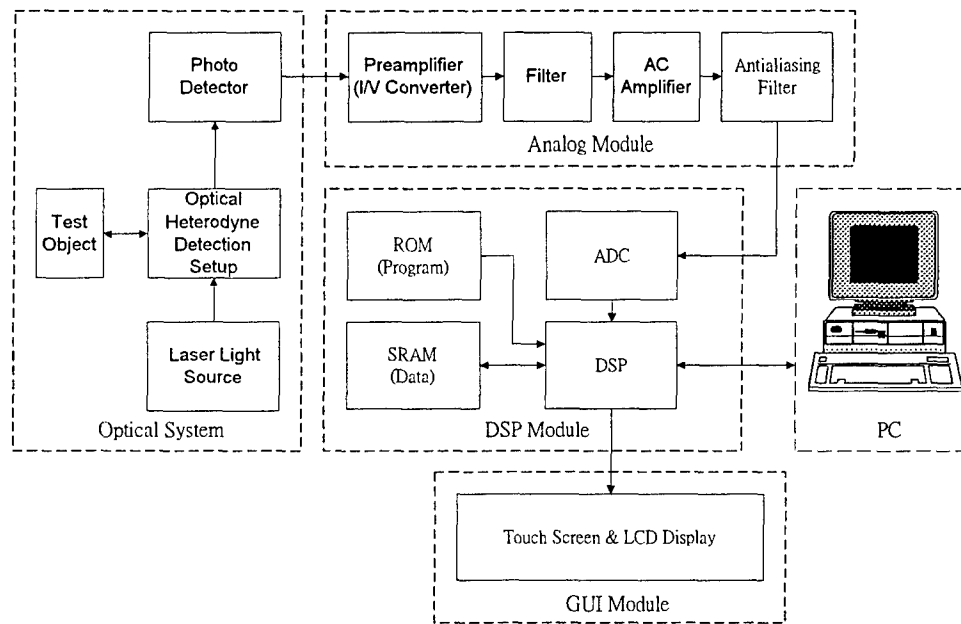 Photo
Detector
Preamplifier
(I/V Converter)
Filter
AC
Amplifier
Antialiasing
Filter
Analog Module
Test
Object
Optical
Heterodyne
Detection
Setup
Laser Light
Source
Optical System
ROM
(Program)
ADC
SRAM
(Data)
DSP
DSP Module
PC
Touch Screen & LCD Display
GUI Module